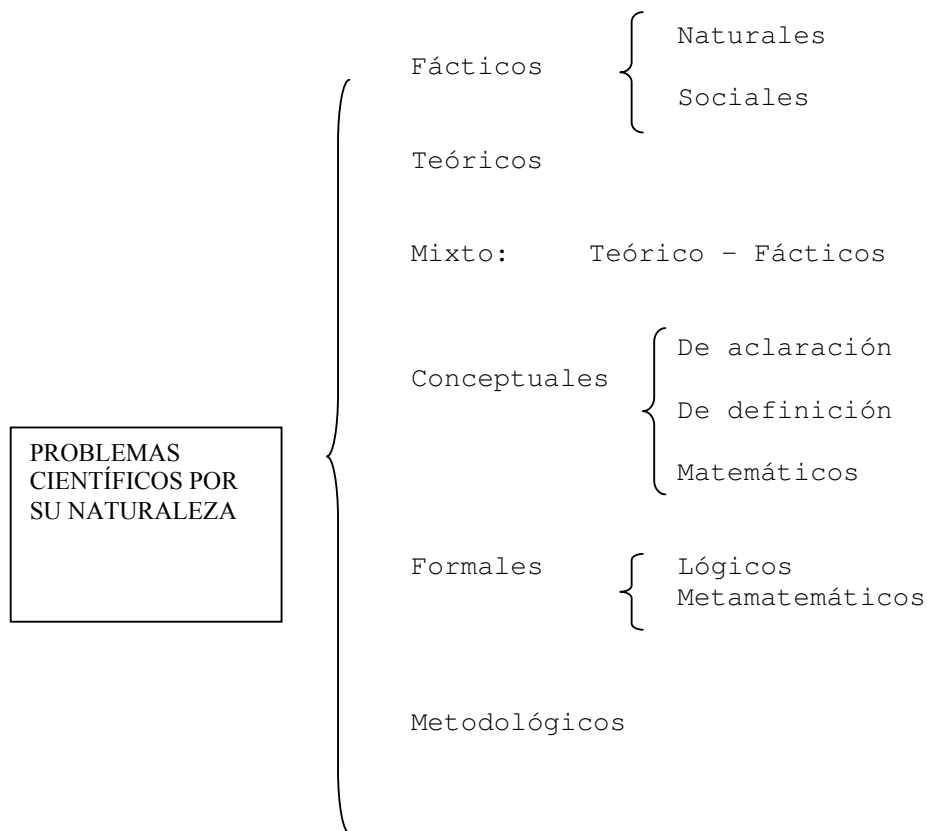 Fácticos
Naturales
Sociales
Teóricos
Mixto: Teórico – Fácticos
Conceptuales
De aclaración
De definición
Matemáticos
PROBLEMAS
CIENTÍFICOS POR
SU NATURALEZA
Formales
Lógicos
Metamatemáticos
Metodológicos